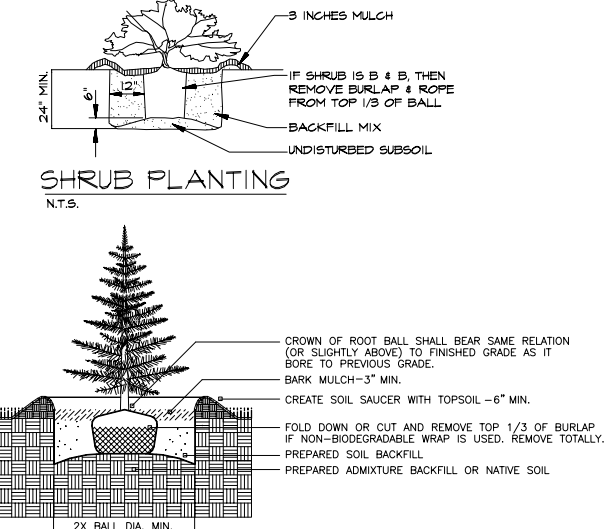 3 INCHES MULCH
IF SHRUB IS B & B, THEN
REMOVE BURLAP & ROPE
FROM TOP 1/3 OF BALL
24" MIN.
6"
12"
BACKFILL MIX
UNDISTURBED SUBSOIL
SHRUB PLANTING
N.T.S.
CROWN OF ROOT BALL SHALL BEAR SAME RELATION
(OR SLIGHTLY ABOVE) TO FINISHED GRADE AS IT
BORE TO PREVIOUS GRADE.
BARK MULCH-3" MIN.
CREATE SOIL SAUCER WITH TOPSOIL -6" MIN.
FOLD DOWN OR CUT AND REMOVE TOP 1/3 OF BURLAP
IF NON-BIODEGRADABLE WRAP IS USED. REMOVE TOTALLY.
PREPARED SOIL BACKFILL
PREPARED ADMIXTURE BACKFILL OR NATIVE SOIL
2X BALL DIA. MIN.